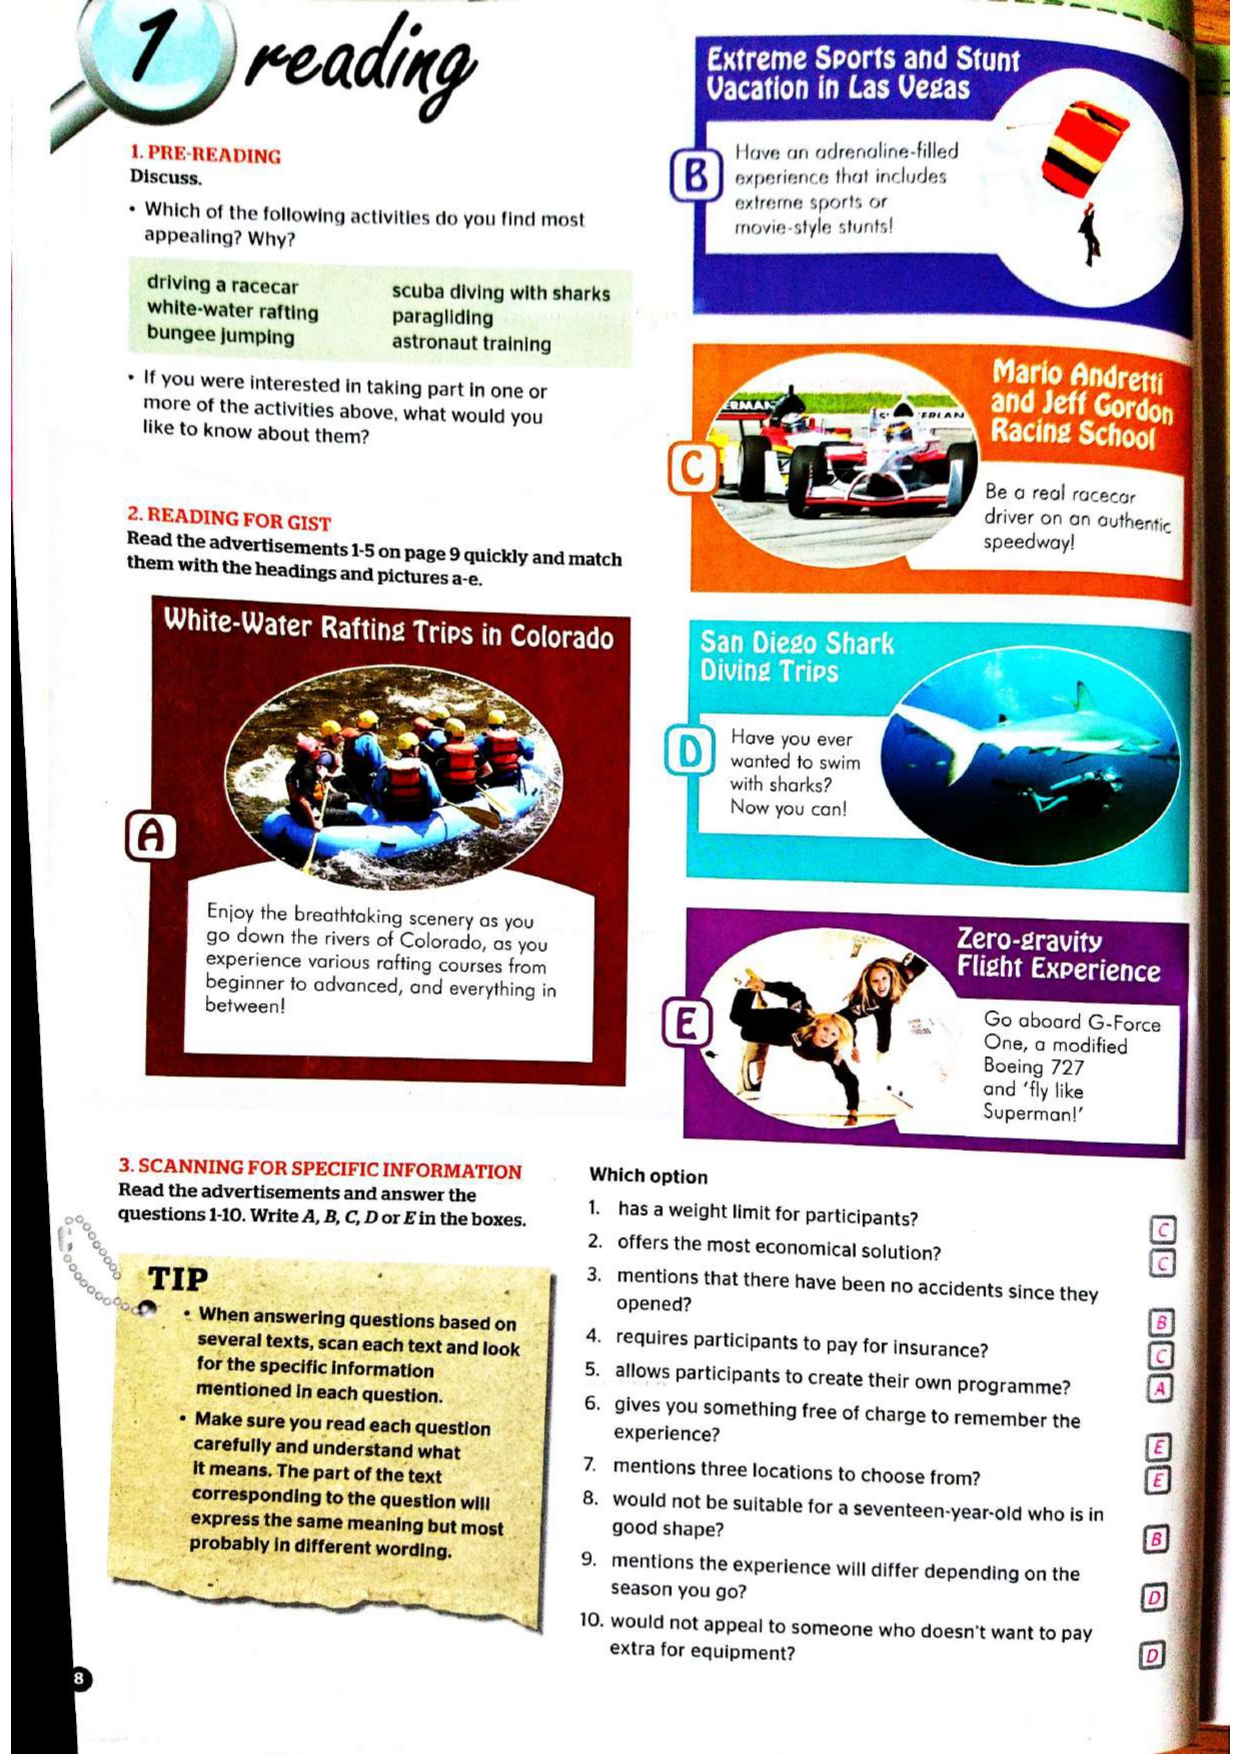 1 reading
1. PRE-READING
Discuss.
• Which of the following activities do you find most
appealing? Why?
driving a racecar
white-water rafting
bungee jumping
scuba diving with sharks
paragliding
astronaut training
• If you were interested in taking part in one or
more of the activities above, what would you
like to know about them?
2. READING FOR GIST
Read the advertisements 1-5 on page 9 quickly and match
them with the headings and pictures a-e.
White-Water Rafting Trips in Colorado
A
Enjoy the breathtaking scenery as you
go down the rivers of Colorado, as you
experience various rafting courses from
beginner to advanced, and everything in
between!
Extreme Sports and Stunt
Vacation in Las Vegas
B
Have an adrenaline-filled
experience that includes
extreme sports or
movie-style stunts!
Mario Andretti
and Jeff Gordon
Racing School
C
Be a real racecar
driver on an authentic
speedway!
San Diego Shark
Diving Trips
D
Have you ever
wanted to swim
with sharks?
Now you can!
Zero-gravity
Flight Experience
E
Go aboard G-Force
One, a modified
Boeing 727
and 'fly like
Superman!'
3. SCANNING FOR SPECIFIC INFORMATION
Read the advertisements and answer the
questions 1-10. Write A, B, C, D or E in the boxes.
TIP
• When answering questions based on
several texts, scan each text and look
for the specific information
mentioned in each question.
• Make sure you read each question
carefully and understand what
it means. The part of the text
corresponding to the question will
express the same meaning but most
probably in different wording.
Which option
1. has a weight limit for participants? C
2. offers the most economical solution? C
3. mentions that there have been no accidents since they
opened? B
4. requires participants to pay for insurance? C
5. allows participants to create their own programme? A
6. gives you something free of charge to remember the
experience? E
7. mentions three locations to choose from? E
8. would not be suitable for a seventeen-year-old who is in
good shape? B
9. mentions the experience will differ depending on the
season you go? D
10. would not appeal to someone who doesn't want to pay
extra for equipment? D
8